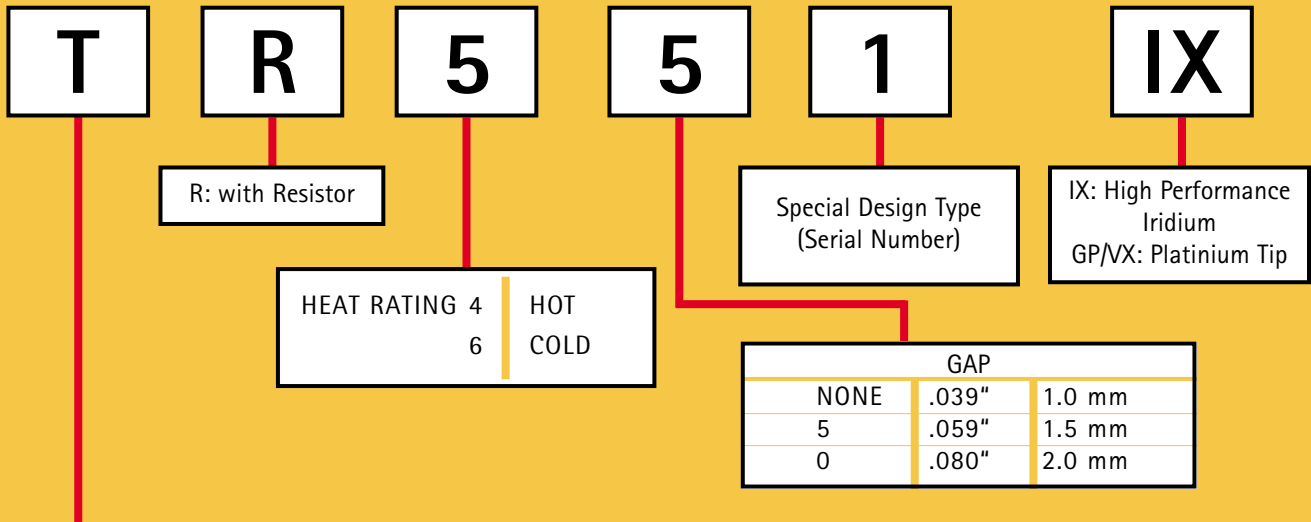 T R 5 5 1 IX
R: with Resistor
Special Design Type
(Serial Number)
IX: High Performance
Iridium
GP/VX: Platinium Tip
HEAT RATING 4 HOT
6 COLD
GAP
NONE .039" 1.0 mm
5 .059" 1.5 mm
0 .080" 2.0 mm